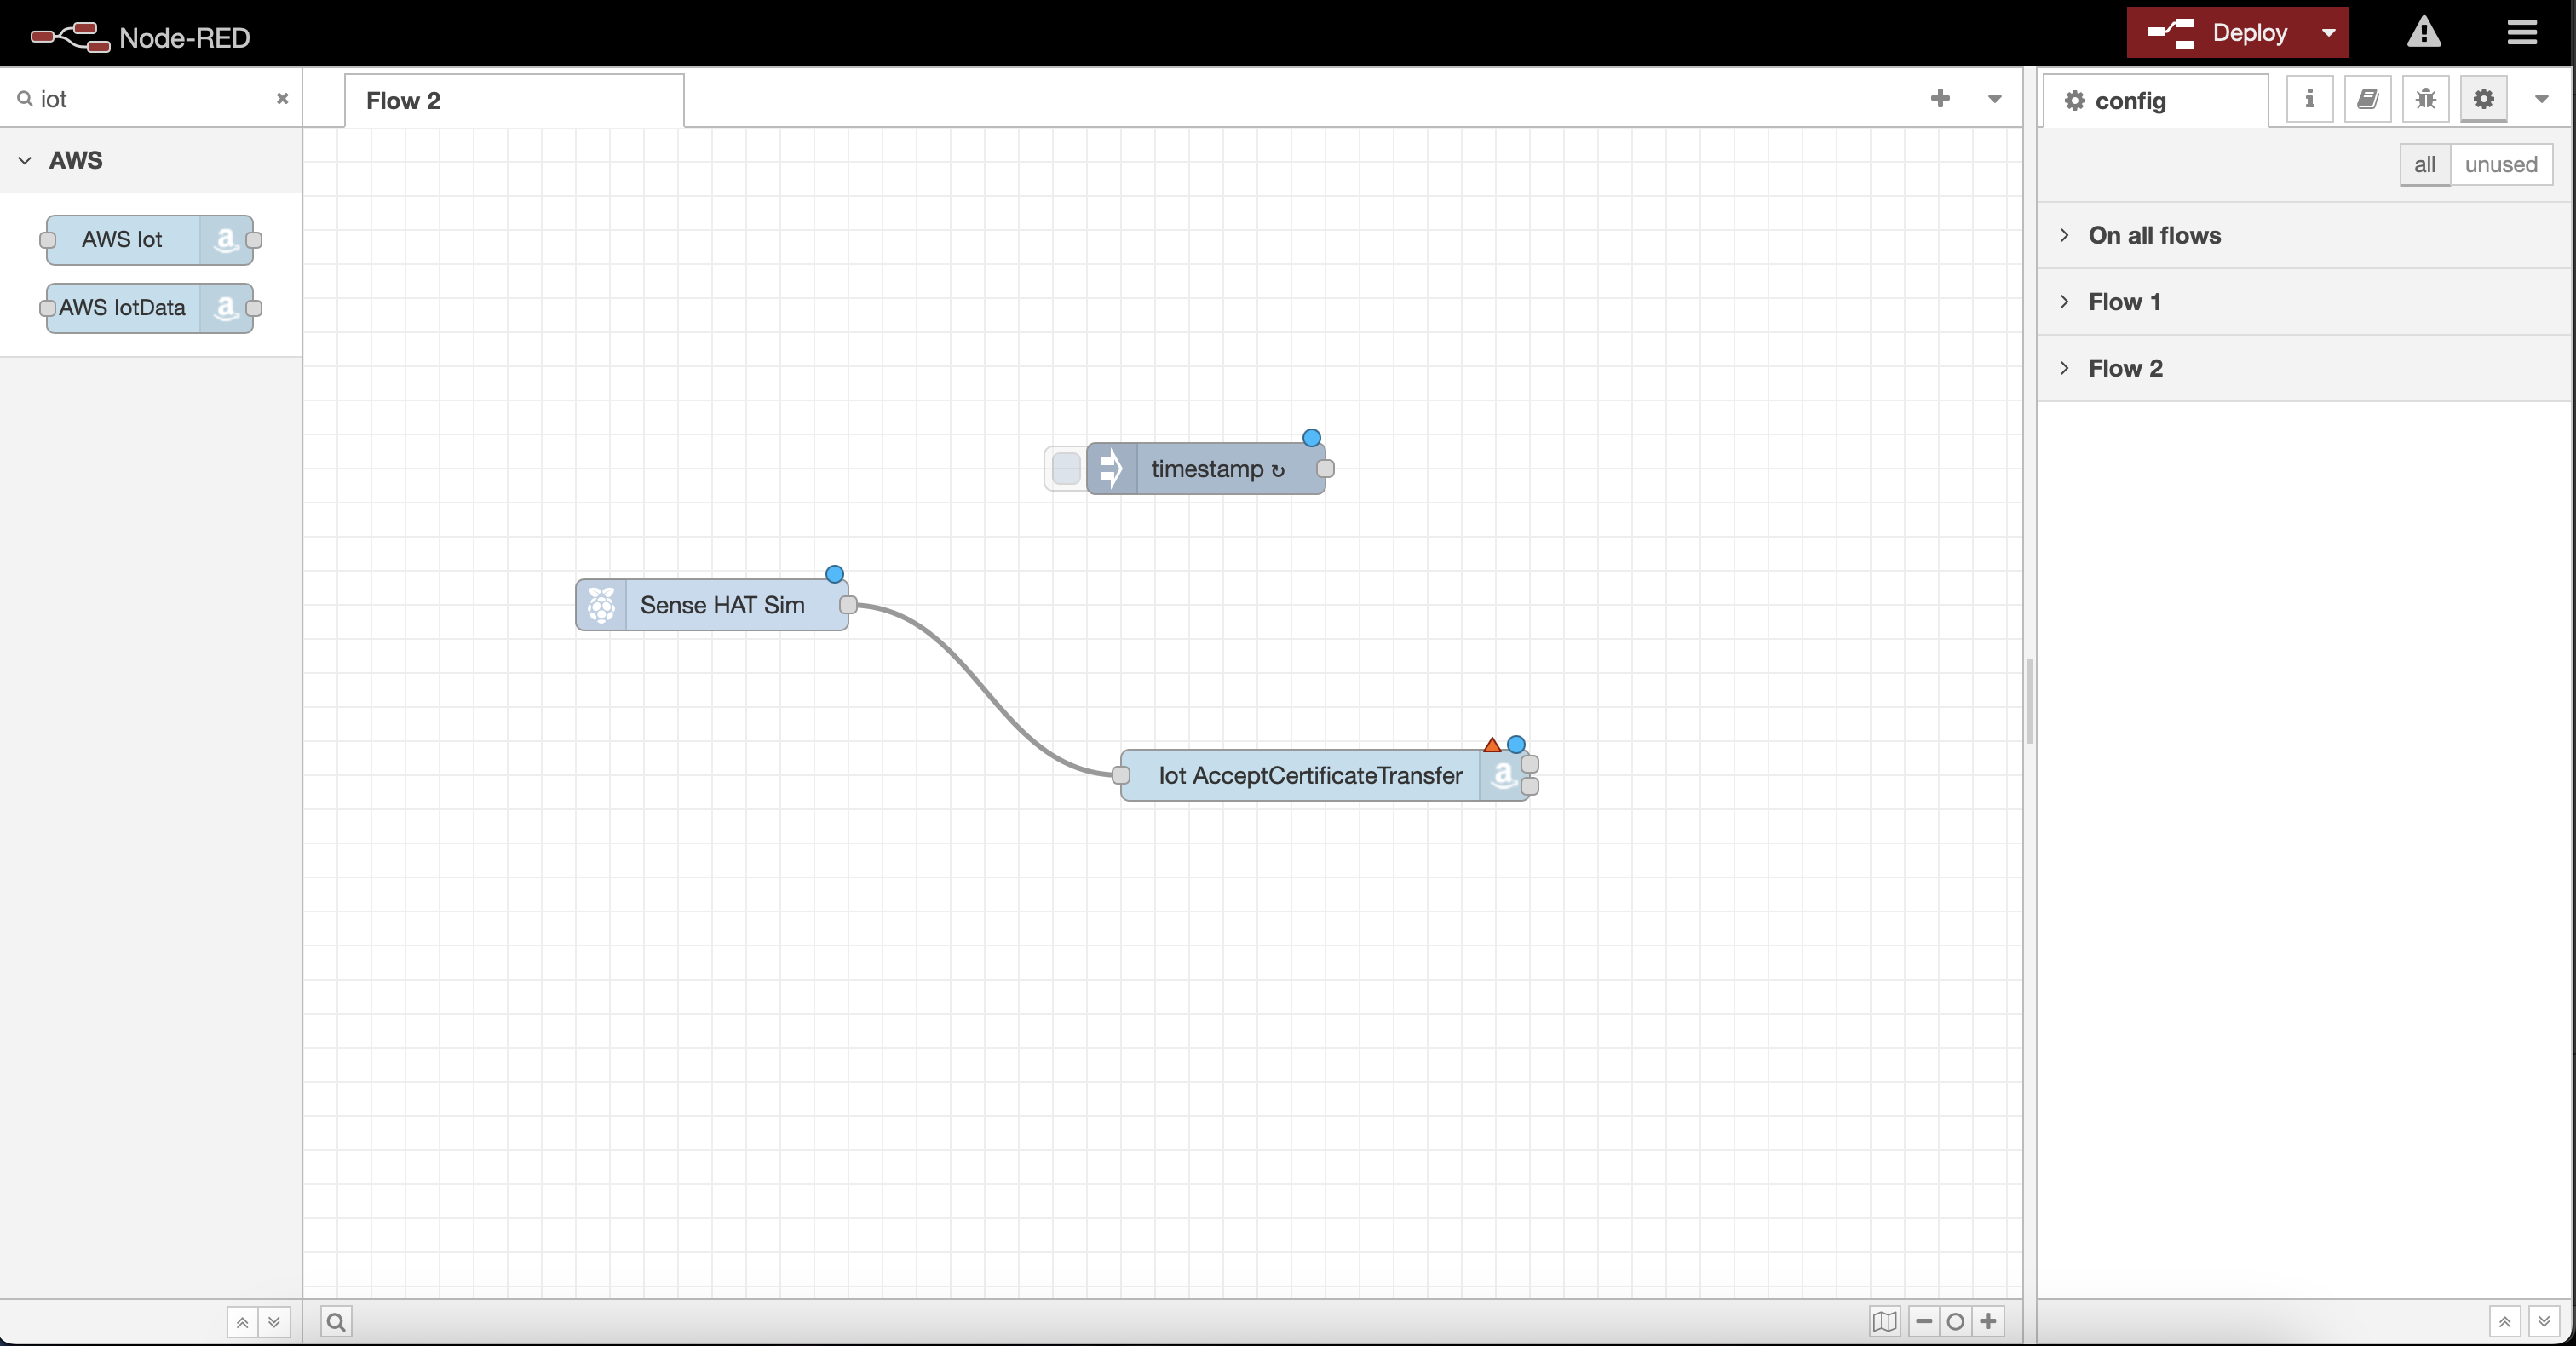 Node-RED
Deploy
iot
AWS
AWS Iot
AWS IotData
Flow 2
timestamp ↻
Sense HAT Sim
Iot AcceptCertificateTransfer
config
all
unused
On all flows
Flow 1
Flow 2